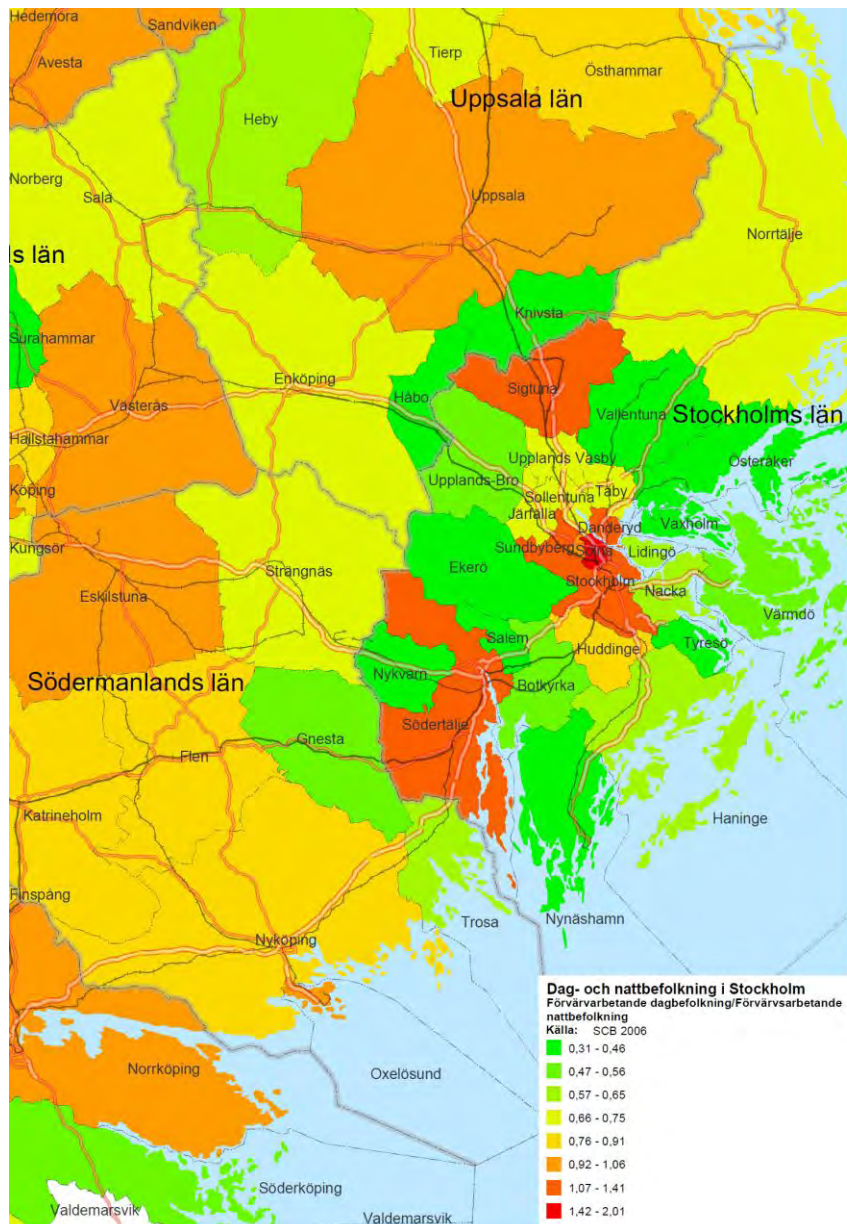 Hedemora
Sandviken
Avesta
Tierp
Östhammar
Uppsala län
Heby
Norberg
Sala
Uppsala
Norrtälje
ls län
Surahammar
Knivsta
Sigtuna
Enköping
Håbo
Vallentuna
Västerås
Stockholms län
Hallstahammar
Österåker
Upplands Väsby
Upplands-Bro
Köping
Sollentuna
Täby
Järfälla
Vaxholm
Danderyd
Kungsör
Sundbyberg
Solna
Lidingö
Ekerö
Strängnäs
Stockholm
Nacka
Eskilstuna
Värmdö
Salem
Tyresö
Huddinge
Nykvarn
Södermanlands län
Botkyrka
Södertälje
Gnesta
Flen
Katrineholm
Haninge
Finspång
Trosa
Nynäshamn
Nyköping
Oxelösund
Norrköping
Söderköping
Valdemarsvik
Valdemarsvik
Dag- och nattbefolkning i Stockholm
Förvärvarbetande dagbefolkning/Förvärvsarbetande
nattbefolkning
Källa: SCB 2006
0,31 - 0,46
0,47 - 0,56
0,57 - 0,65
0,66 - 0,75
0,76 - 0,91
0,92 - 1,06
1,07 - 1,41
1,42 - 2,01